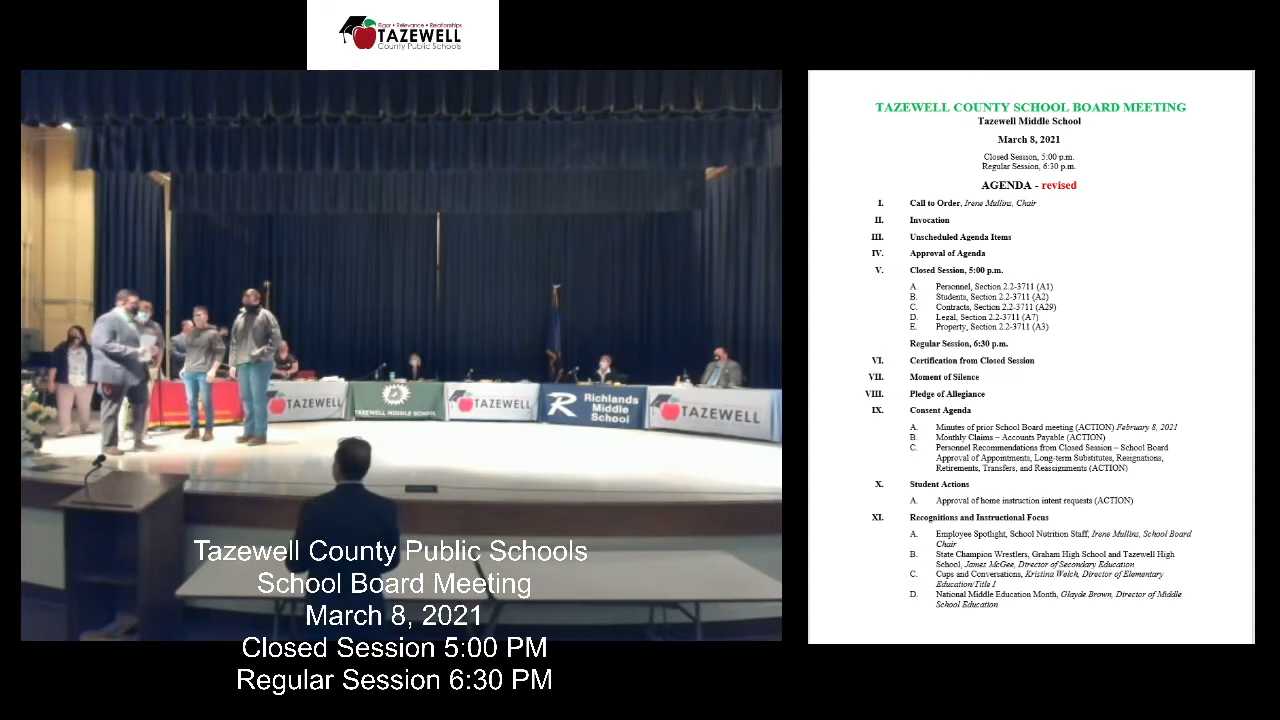 Rigor • Relevance • Relationships
TAZEWELL
County Public Schools
TAZEWELL
TAZEWELL MIDDLE SCHOOL
TAZEWELL
R Richlands
Middle
School
TAZEWELL
Tazewell County Public Schools
School Board Meeting
March 8, 2021
Closed Session 5:00 PM
Regular Session 6:30 PM
TAZEWELL COUNTY SCHOOL BOARD MEETING
Tazewell Middle School
March 8, 2021
Closed Session, 5:00 p.m.
Regular Session, 6:30 p.m.
AGENDA - revised
I. Call to Order, Irene Mullins, Chair
II. Invocation
III. Unscheduled Agenda Items
IV. Approval of Agenda
V. Closed Session, 5:00 p.m.
A. Personnel, Section 2.2-3711 (A1)
B. Students, Section 2.2-3711 (A2)
C. Contracts, Section 2.2-3711 (A29)
D. Legal, Section 2.2-3711 (A7)
E. Property, Section 2.2-3711 (A3)
Regular Session, 6:30 p.m.
VI. Certification from Closed Session
VII. Moment of Silence
VIII. Pledge of Allegiance
IX. Consent Agenda
A. Minutes of prior School Board meeting (ACTION) February 8, 2021
B. Monthly Claims – Accounts Payable (ACTION)
C. Personnel Recommendations from Closed Session – School Board
Approval of Appointments, Long-term Substitutes, Resignations,
Retirements, Transfers, and Reassignments (ACTION)
X. Student Actions
A. Approval of home instruction intent requests (ACTION)
XI. Recognitions and Instructional Focus
A. Employee Spotlight, School Nutrition Staff, Irene Mullins, School Board
Chair
B. State Champion Wrestlers, Graham High School and Tazewell High
School, James McGee, Director of Secondary Education
C. Cups and Conversations, Kristina Welch, Director of Elementary
Education/Title I
D. National Middle Education Month, Glayde Brown, Director of Middle
School Education